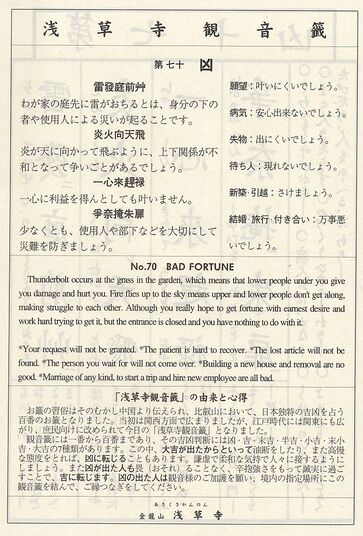 浅草寺観音籤
第七十 凶
雷發庭前艸
わが家の庭先に雷がおちるとは、身分の下の
者や使用人による災いが起ることです。
炎火向天飛
炎が天に向かって飛ぶように、上下関係が不
和となって争いごとがあるでしょう。
一心來趕禄
一心に利益を得んとしても叶いません。
爭奈掩朱扉
少なくとも、使用人や部下などを大切にして
災難を防ぎましょう。
願望：叶いにくいでしょう。
病気：安心出来ないでしょう。
失物：出にくいでしょう。
待ち人：現れないでしょう。
新築・引越：さけましょう。
結婚・旅行・付き合い：万事悪
いでしょう。
No.70 BAD FORTUNE
Thunderbolt occurs at the grass in the garden, which means that lower people under you give
you damage and hurt you. Fire flies up to the sky means upper and lower people don't get along,
making struggle to each other. Although you really hope to get fortune with earnest desire and
work hard trying to get it, but the entrance is closed and you have nothing to do with it.
*Your request will not be granted. *The patient is hard to recover. *The lost article will not be
found. *The person you wait for will not come over. *Building a new house and removal are no
good. *Marriage of any kind, to start a trip and hire new employee are all bad.
「浅草寺観音籤」の由来と心得
お籤の習俗はそのむかし中国より伝えられ、比叡山において、日本独特の吉凶を占う
百番のお籤となりました。当初は関西方面で広まりましたが、江戸時代には関東にも広
がり、庶民向けに改められて今日の「浅草寺観音籤」となりました。
観音籤には一番から百番まであり、その吉凶判断には凶・吉・末吉・半吉・小吉・末小
吉・大吉の7種類があります。この中、大吉が出たからといって油断をしたり、また高慢
な態度をとれば、凶に転じることもあります。謙虚で柔和な気持で人々に接するように
しましょう。また凶が出た人も畏（おそれ）ることなく、辛抱強さをもって誠実に過ご
すことで、吉に転じます。凶の出た人は観音様のご加護を願い、境内の指定場所にこの
観音籤を結んで、ご縁つなぎをしてください。
あさくさかんのん
金龍山 浅草寺